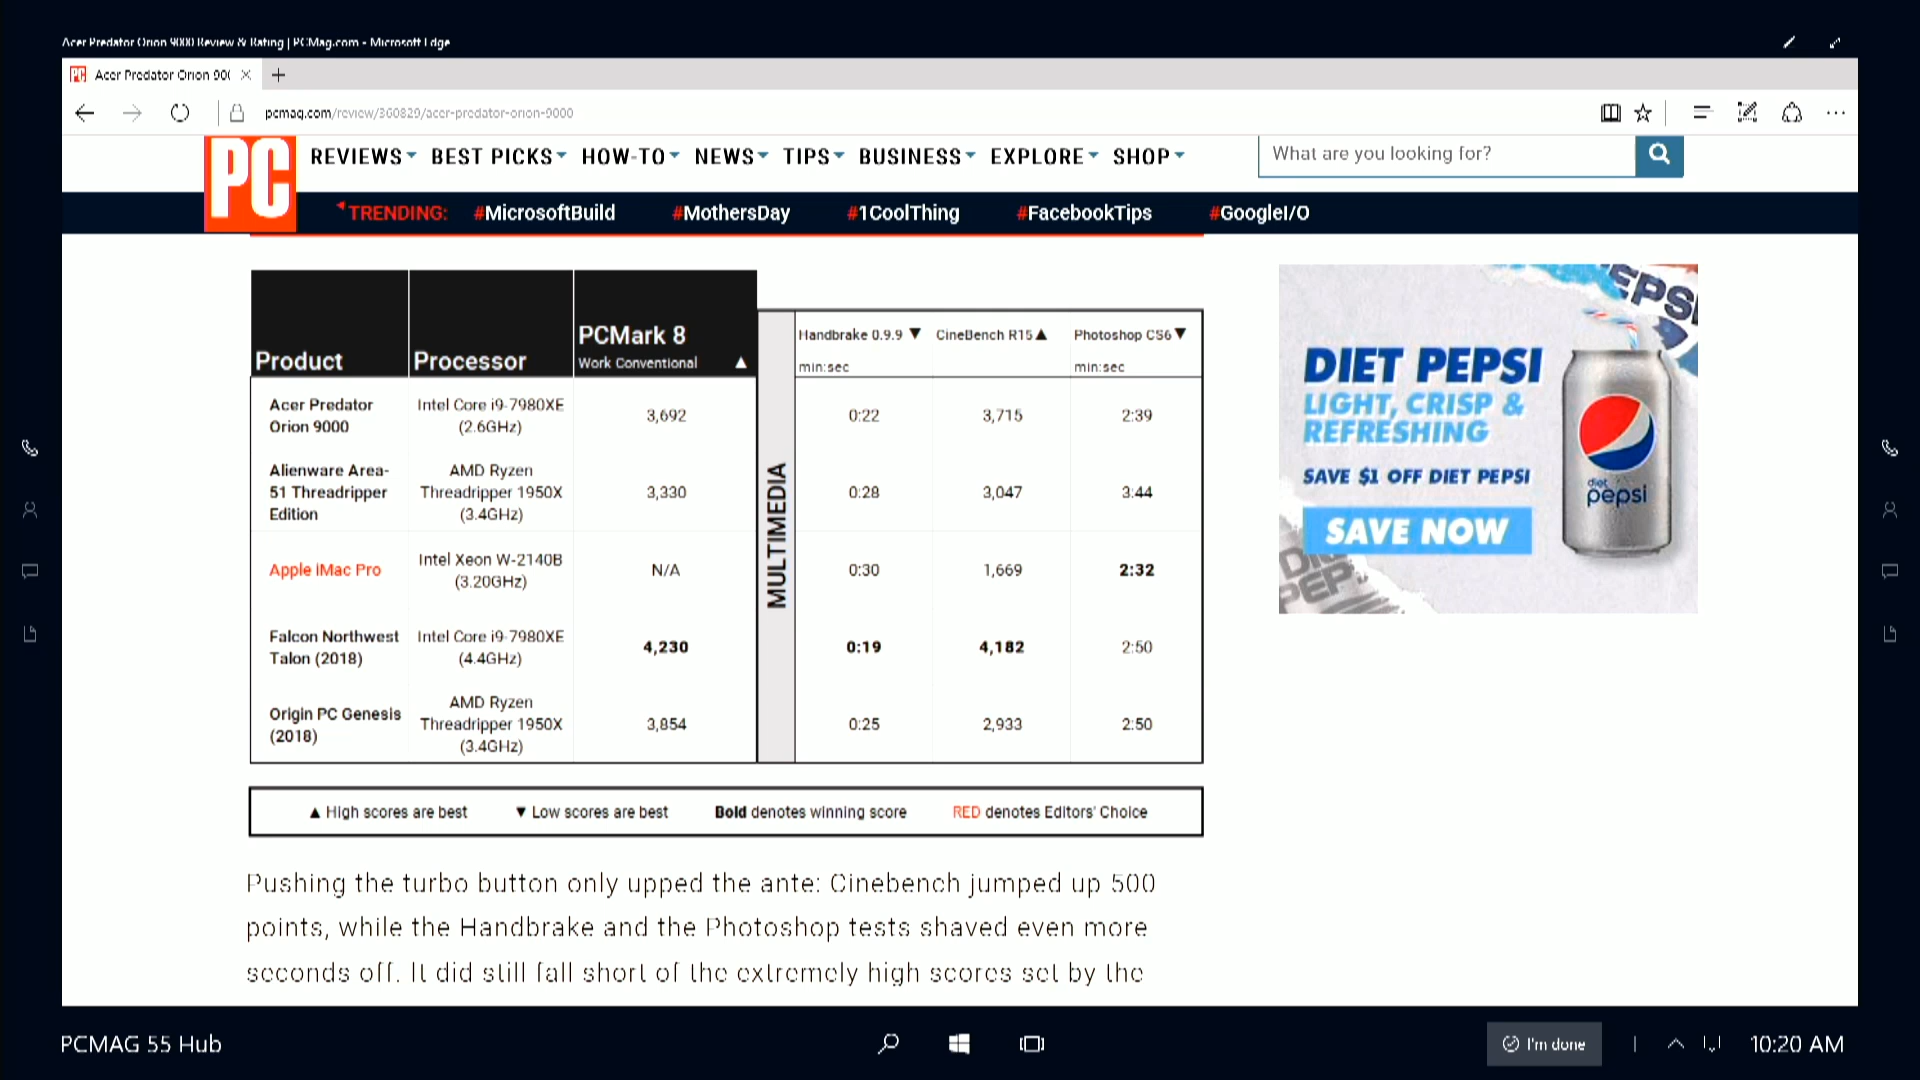 Acer Predator Orion 9000 Review & Rating | PCMag.com - Microsoft Edge
PC Acer Predator Orion 90(
pcmag.com/review/360829/acer-predator-orion-9000
PC
REVIEWS BEST PICKS HOW-TO NEWS TIPS BUSINESS EXPLORE SHOP
What are you looking for?
TRENDING: #MicrosoftBuild #MothersDay #1CoolThing #FacebookTips #GoogleI/O
Product Processor PCMark 8 Work Conventional ▲
Handbrake 0.9.9 ▼ CineBench R15 ▲ Photoshop CS6 ▼
min:sec min:sec
MULTIMEDIA
Acer Predator Orion 9000 Intel Core i9-7980XE (2.6GHz) 3,692 0:22 3,715 2:39
Alienware Area-51 Threadripper Edition AMD Ryzen Threadripper 1950X (3.4GHz) 3,330 0:28 3,047 3:44
Apple iMac Pro Intel Xeon W-2140B (3.20GHz) N/A 0:30 1,669 2:32
Falcon Northwest Talon (2018) Intel Core i9-7980XE (4.4GHz) 4,230 0:19 4,182 2:50
Origin PC Genesis (2018) AMD Ryzen Threadripper 1950X (3.4GHz) 3,854 0:25 2,933 2:50
▲ High scores are best ▼ Low scores are best Bold denotes winning score RED denotes Editors' Choice
Pushing the turbo button only upped the ante: Cinebench jumped up 500
points, while the Handbrake and the Photoshop tests shaved even more
seconds off. It did still fall short of the extremely high scores set by the
DIET PEPSI
LIGHT, CRISP &
REFRESHING
SAVE $1 OFF DIET PEPSI
SAVE NOW
diet
pepsi
PCMAG 55 Hub
I'm done
10:20 AM